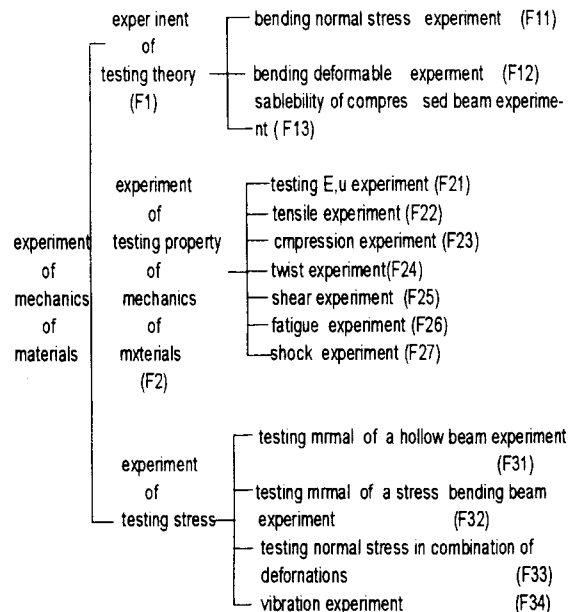 exper inent
of
testing theory
(F1)
bending normal stress experiment (F11)
bending deformable experment (F12)
sablebility of compres sed beam experime-
nt ( F13)
experiment
of
mechanics
of
materials
experiment
of
testing property
of
mechanics
of
mxterials
(F2)
testing E,u experiment (F21)
tensile experiment (F22)
cmpression experiment (F23)
twist experiment(F24)
shear experiment (F25)
fatigue experiment (F26)
shock experiment (F27)
experiment
of
testing stress
testing mrmal of a hollow beam experiment
(F31)
testing mrmal of a stress bending beam
experiment (F32)
testing normal stress in combination of
defornations (F33)
vibration experiment (F34)